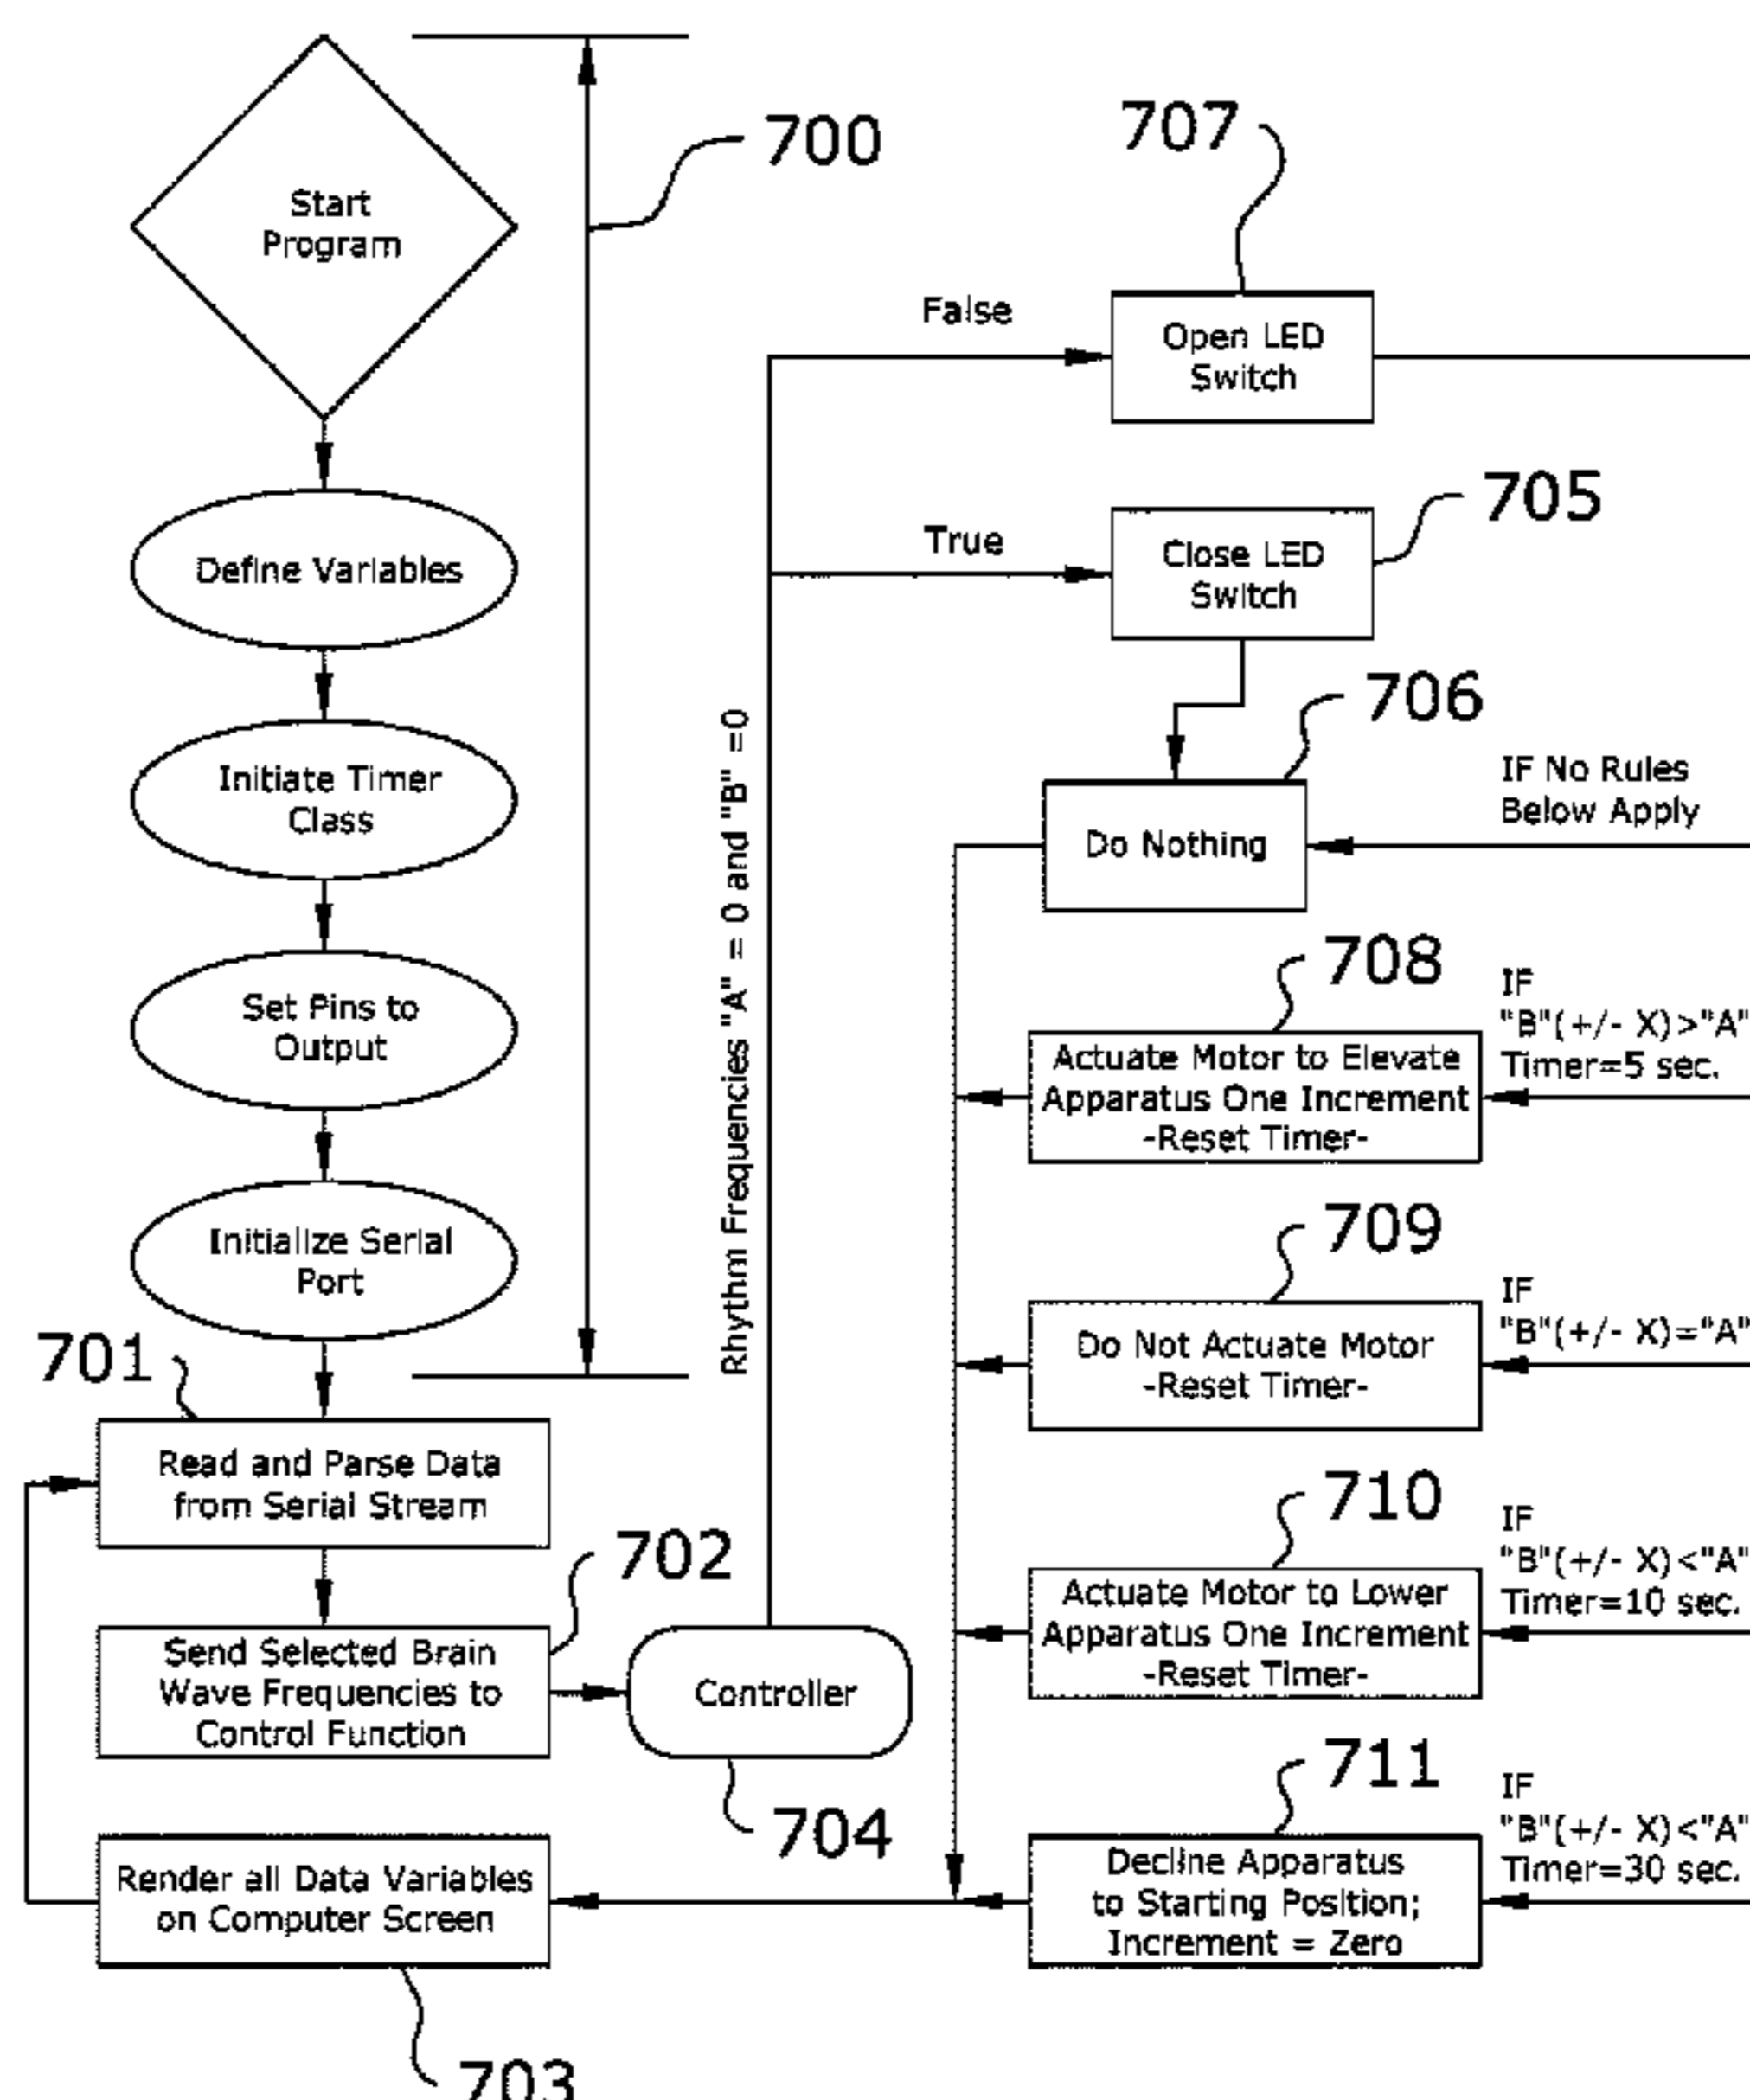 Start
Program
700
Define Variables
Initiate Timer
Class
Set Pins to
Output
Initialize Serial
Port
701
Read and Parse Data
from Serial Stream
702
Send Selected Brain
Wave Frequencies to
Control Function
Controller
704
Render all Data Variables
on Computer Screen
703
Rhythm Frequencies "A" = 0 and "B" =0
707
False
Open LED
Switch
705
True
Close LED
Switch
706
Do Nothing
IF No Rules
Below Apply
708
Actuate Motor to Elevate
Apparatus One Increment
-Reset Timer-
IF
"B"(+/- X)>"A"
Timer=5 sec.
709
Do Not Actuate Motor
-Reset Timer-
IF
"B"(+/- X)="A"
710
Actuate Motor to Lower
Apparatus One Increment
-Reset Timer-
IF
"B"(+/- X)<"A"
Timer=10 sec.
711
Decline Apparatus
to Starting Position;
Increment = Zero
IF
"B"(+/- X)<"A"
Timer=30 sec.